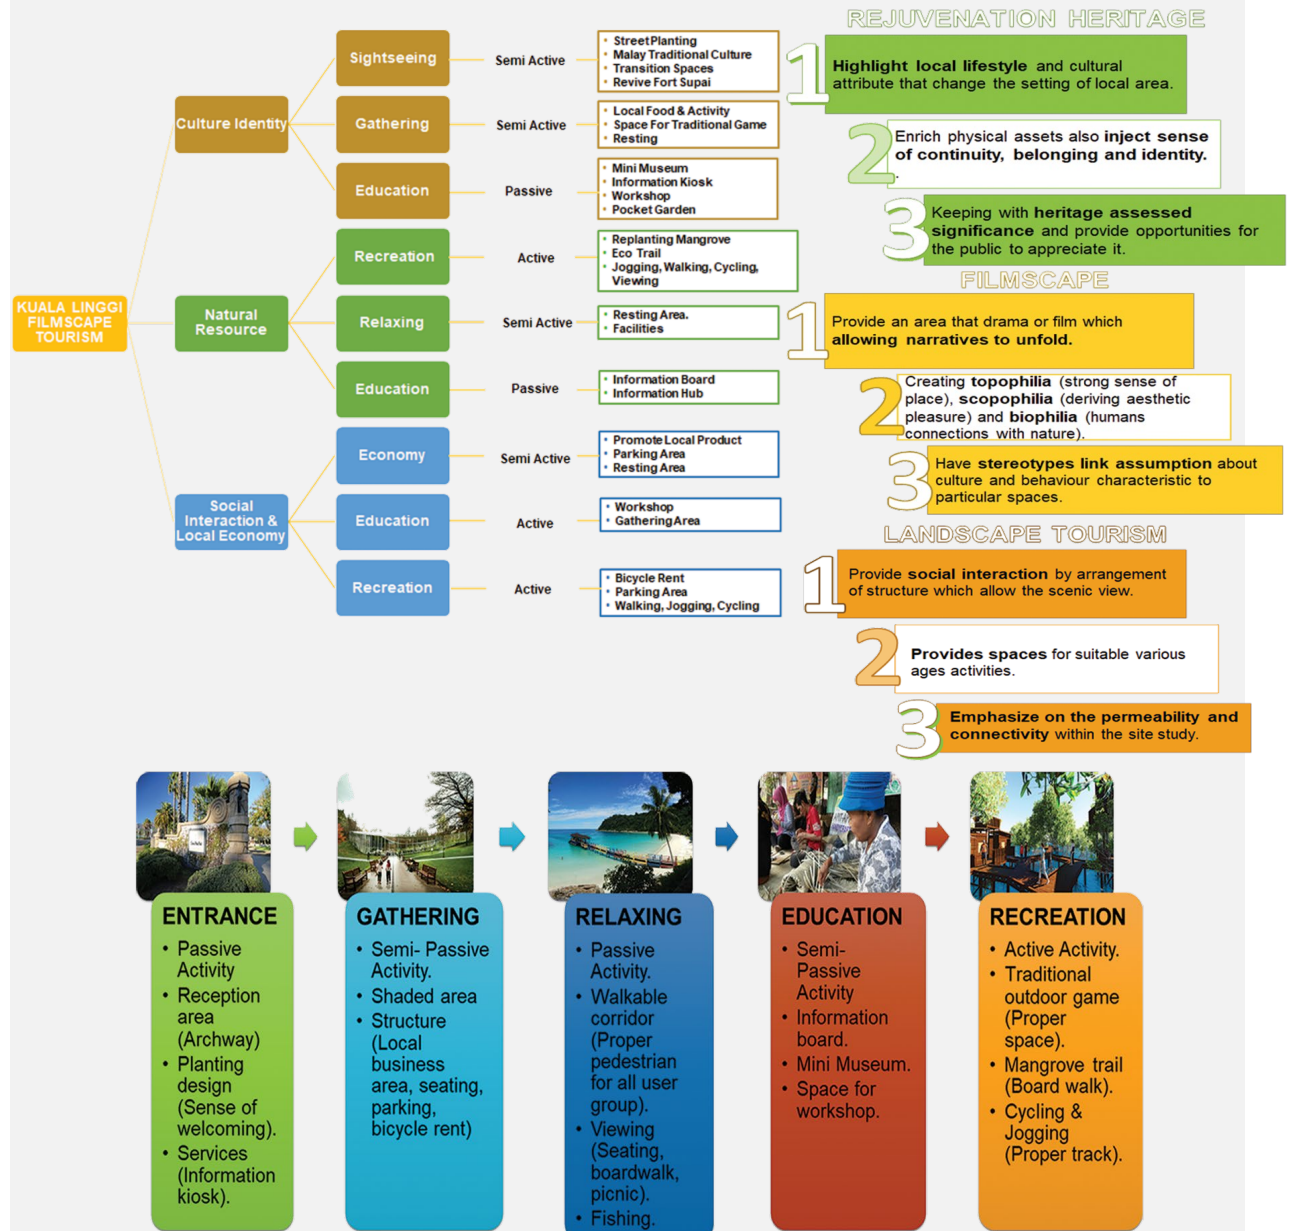 KUALA LINGGI
FILMSCAPE
TOURISM
Culture Identity
Sightseeing
Semi Active
• Street Planting
• Malay Traditional Culture
• Transition Spaces
• Revive Fort Supai
Gathering
Semi Active
• Local Food & Activity
• Space For Traditional Game
• Resting
Education
Passive
• Mini Museum
• Information Kiosk
• Workshop
• Pocket Garden
Natural
Resource
Recreation
Active
• Replanting Mangrove
• Eco Trail
• Jogging, Walking, Cycling,
Viewing
Relaxing
Semi Active
• Resting Area.
• Facilities
Education
Passive
• Information Board
• Information Hub
Social
Interaction &
Local Economy
Economy
Semi Active
• Promote Local Product
• Parking Area
• Resting Area
Education
Active
• Workshop
• Gathering Area
Recreation
Active
• Bicycle Rent
• Parking Area
• Walking, Jogging, Cycling
REJUVENATION HERITAGE
1
Highlight local lifestyle and cultural
attribute that change the setting of local area.
2
Enrich physical assets also inject sense
of continuity, belonging and identity.
.
3
Keeping with heritage assessed
significance and provide opportunities for
the public to appreciate it.
FILMSCAPE
1
Provide an area that drama or film which
allowing narratives to unfold.
2
Creating topophilia (strong sense of
place), scopophilia (deriving aesthetic
pleasure) and biophilia (humans
connections with nature).
3
Have stereotypes link assumption about
culture and behaviour characteristic to
particular spaces.
LANDSCAPE TOURISM
1
Provide social interaction by arrangement
of structure which allow the scenic view.
2
Provides spaces for suitable various
ages activities.
3
Emphasize on the permeability and
connectivity within the site study.
ENTRANCE
• Passive
Activity
• Reception
area
(Archway)
• Planting
design
(Sense of
welcoming).
• Services
(Information
kiosk).
GATHERING
• Semi- Passive
Activity.
• Shaded area
• Structure
(Local
business
area, seating,
parking,
bicycle rent)
RELAXING
• Passive
Activity.
• Walkable
corridor
(Proper
pedestrian
for all user
group).
• Viewing
(Seating,
boardwalk,
picnic).
• Fishing.
EDUCATION
• Semi-
Passive
Activity
• Information
board.
• Mini Museum.
• Space for
workshop.
RECREATION
• Active Activity.
• Traditional
outdoor game
(Proper
space).
• Mangrove trail
(Board walk).
• Cycling &
Jogging
(Proper track).